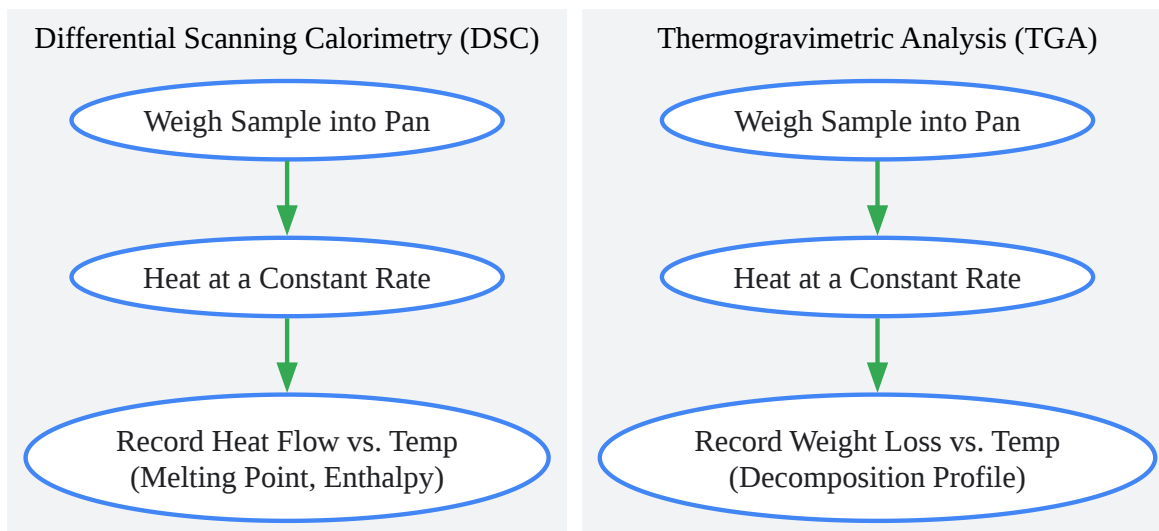 Differential Scanning Calorimetry (DSC)
Weigh Sample into Pan
Heat at a Constant Rate
Record Heat Flow vs. Temp
(Melting Point, Enthalpy)
Thermogravimetric Analysis (TGA)
Weigh Sample into Pan
Heat at a Constant Rate
Record Weight Loss vs. Temp
(Decomposition Profile)